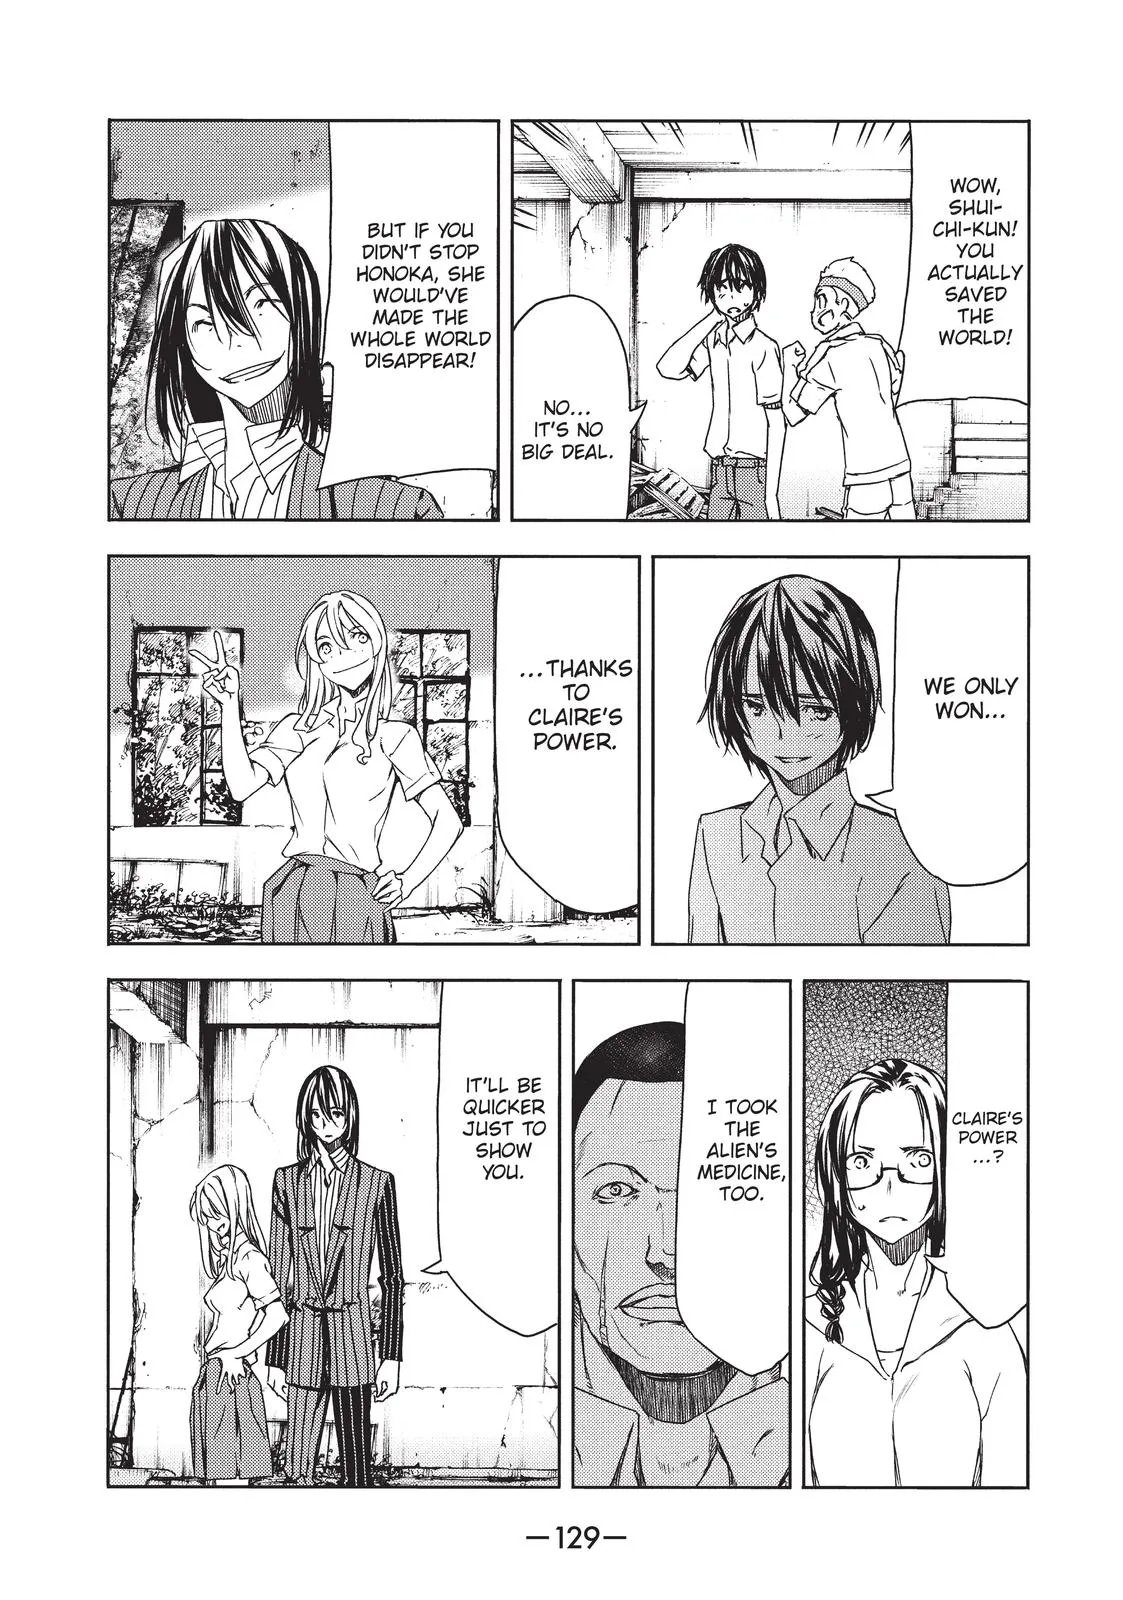 WOW,
SHUI-
CHI-KUN!
YOU
ACTUALLY
SAVED
THE
WORLD!
NO...
IT'S NO
BIG DEAL.
BUT IF YOU
DIDN'T STOP
HONOKA, SHE
WOULD'VE
MADE THE
WHOLE WORLD
DISAPPEAR!
WE ONLY
WON...
...THANKS
TO
CLAIRE'S
POWER.
CLAIRE'S
POWER
...?
I TOOK
THE
ALIEN'S
MEDICINE,
TOO.
IT'LL BE
QUICKER
JUST TO
SHOW
YOU.
—129—